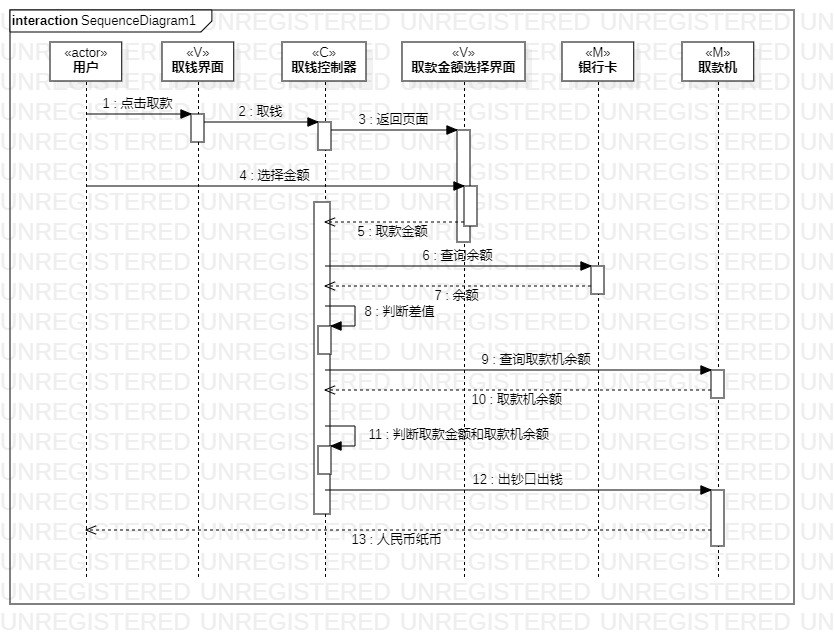 interaction SequenceDiagram1
«actor»
用户
«V»
取钱界面
«C»
取钱控制器
«V»
取款金额选择界面
«M»
银行卡
«M»
取款机
1 : 点击取款
2 : 取钱
3 : 返回页面
4 : 选择金额
5 : 取款金额
6 : 查询余额
7 : 余额
8 : 判断差值
9 : 查询取款机余额
10 : 取款机余额
11 : 判断取款金额和取款机余额
12 : 出钞口出钱
13 : 人民币纸币
UNREGISTERED